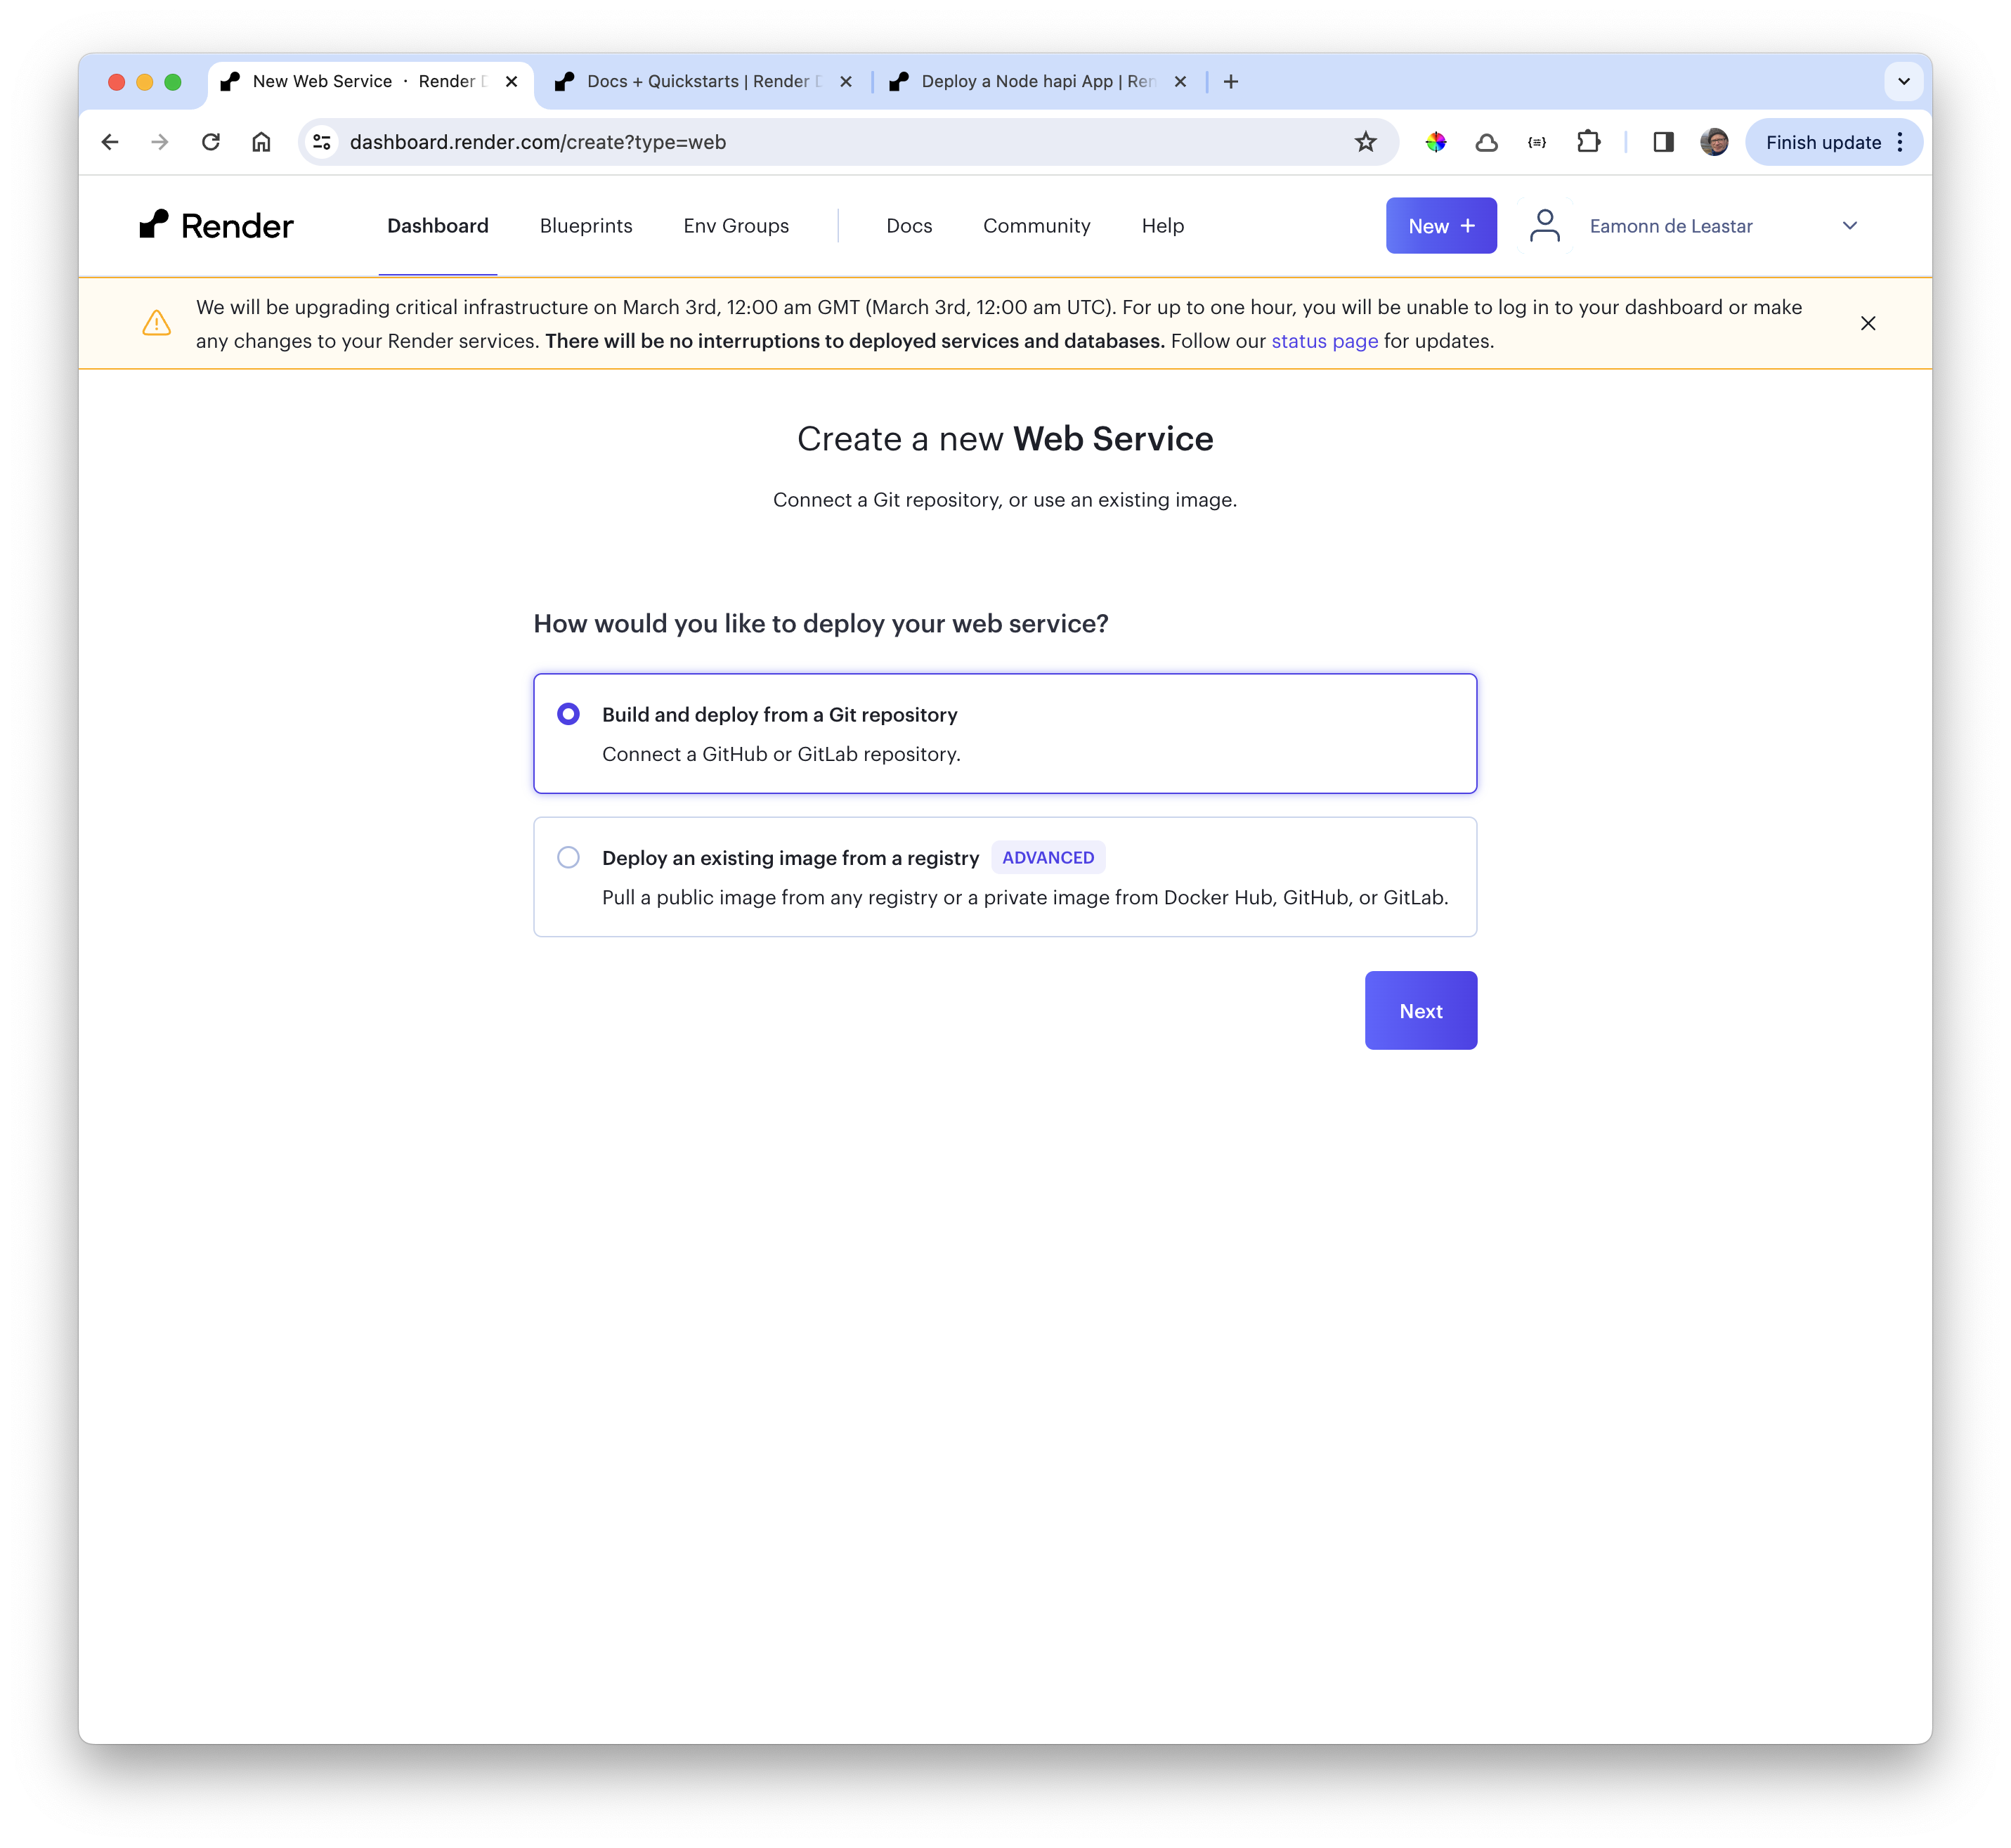 New Web Service · Render
Docs + Quickstarts | Render
Deploy a Node hapi App | Ren
dashboard.render.com/create?type=web
Finish update
Render
Dashboard
Blueprints
Env Groups
Docs
Community
Help
New +
Eamonn de Leastar
We will be upgrading critical infrastructure on March 3rd, 12:00 am GMT (March 3rd, 12:00 am UTC). For up to one hour, you will be unable to log in to your dashboard or make
any changes to your Render services. There will be no interruptions to deployed services and databases. Follow our status page for updates.
Create a new Web Service
Connect a Git repository, or use an existing image.
How would you like to deploy your web service?
Build and deploy from a Git repository
Connect a GitHub or GitLab repository.
Deploy an existing image from a registry ADVANCED
Pull a public image from any registry or a private image from Docker Hub, GitHub, or GitLab.
Next